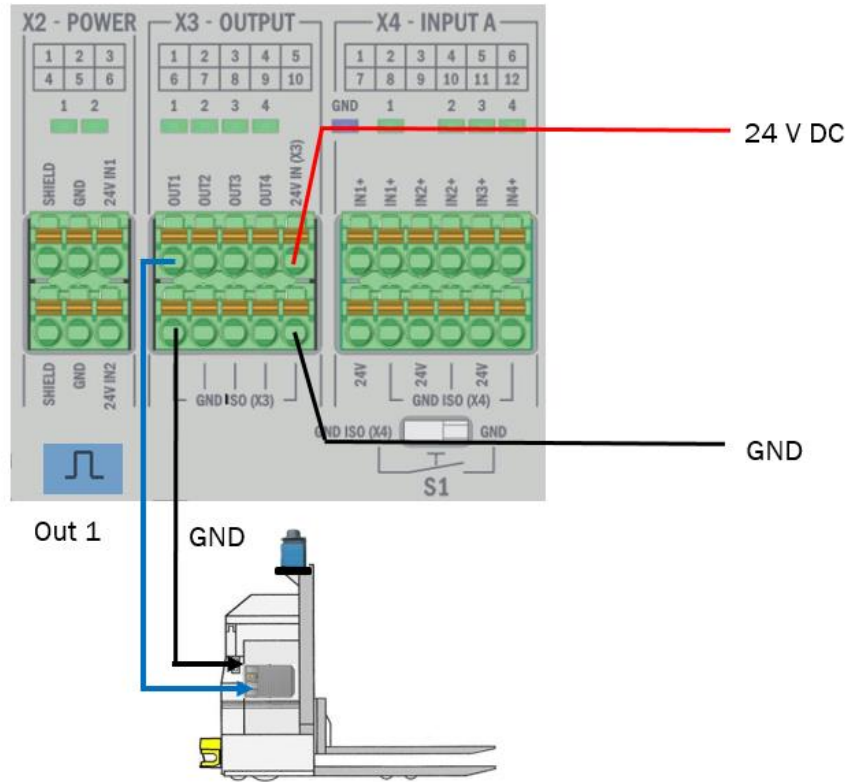 X2 - POWER
1 2 3
4 5 6
1 2
SHIELD
GND
24V IN1
SHIELD
GND
24V IN2
X3 - OUTPUT
1 2 3 4 5
6 7 8 9 10
1 2 3 4
OUT1
OUT2
OUT3
OUT4
24V IN (X3)
GND ISO (X3)
X4 - INPUT A
1 2 3 4 5 6
7 8 9 10 11 12
GND 1 2 3 4
IN1+
IN1+
IN2+
IN2+
IN3+
IN4+
24V
24V
24V
GND ISO (X4)
GND ISO (X4)
GND
S1
24 V DC
GND
Out 1
GND